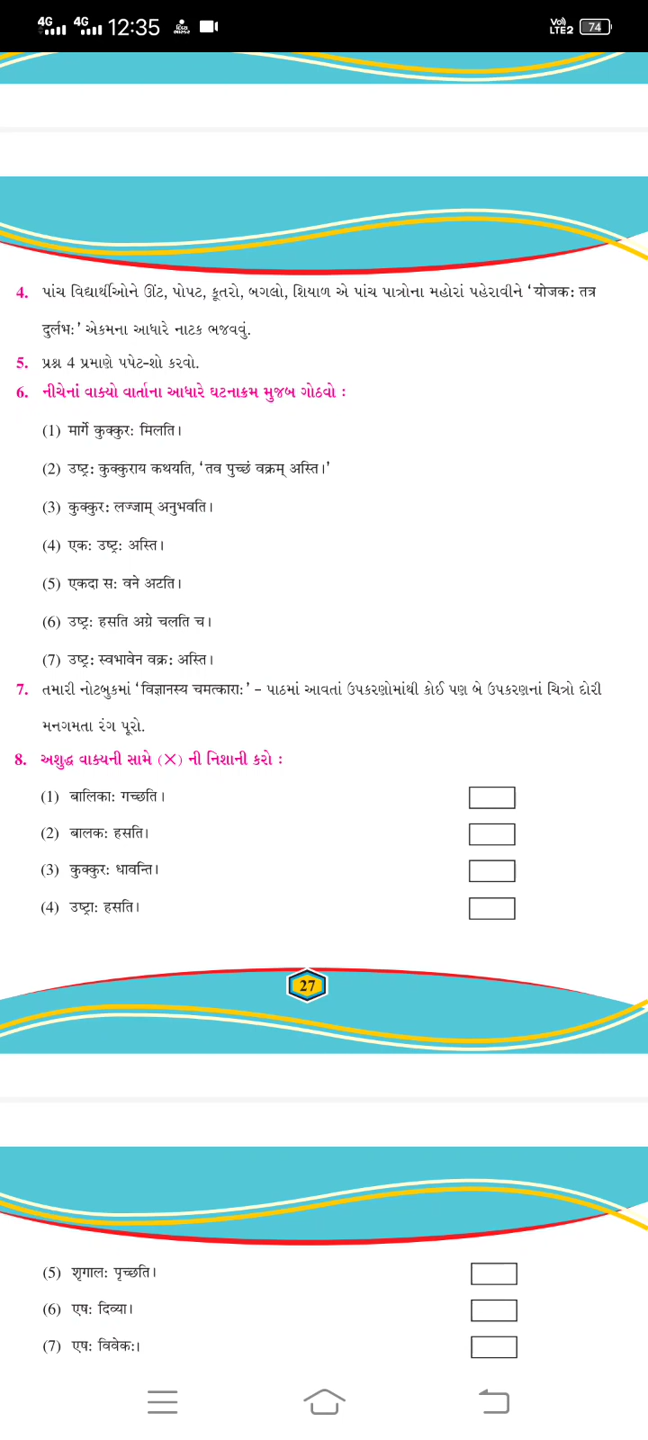 4G 4G 12:35 Vo) LTE2 74
4. પાંચ વિદ્યાર્થીઓને ઊંટ, પોપટ, કૂતરો, બગલો, શિયાળ એ પાંચ પાત્રોના મહોરાં પહેરાવીને ‘योजकः तत्र
दुर्लभः’ એકમના આધારે નાટક ભજવવું.
5. પ્રશ્ન 4 પ્રમાણે પપેટ-શો કરવો.
6. નીચેનાં વાક્યો વાર્તાના આધારે ઘટનાક્રમ મુજબ ગોઠવો :
(1) मार्गे कुक्कुरः मिलति।
(2) उष्ट्रः कुक्कुराय कथयति, ‘तव पुच्छं वक्रम् अस्ति।’
(3) कुक्कुरः लज्जाम् अनुभवति।
(4) एकः उष्ट्रः अस्ति।
(5) एकदा सः वने अटति।
(6) उष्ट्रः हसति अग्रे चलति च।
(7) उष्ट्रः स्वभावेन वक्रः अस्ति।
7. તમારી નોટબુકમાં ‘विज्ञानस्य चमत्काराः’ – પાઠમાં આવતાં ઉપકરણોમાંથી કોઈ પણ બે ઉપકરણનાં ચિત્રો દોરી
મનગમતા રંગ પૂરો.
8. અશુદ્ધ વાક્યની સામે (✕) ની નિશાની કરો :
(1) बालिकाः गच्छति।
(2) बालकः हसति।
(3) कुक्कुरः धावन्ति।
(4) उष्ट्राः हसति।
27
(5) शृगालः पृच्छति।
(6) एषः दिव्या।
(7) एषः विवेकः।